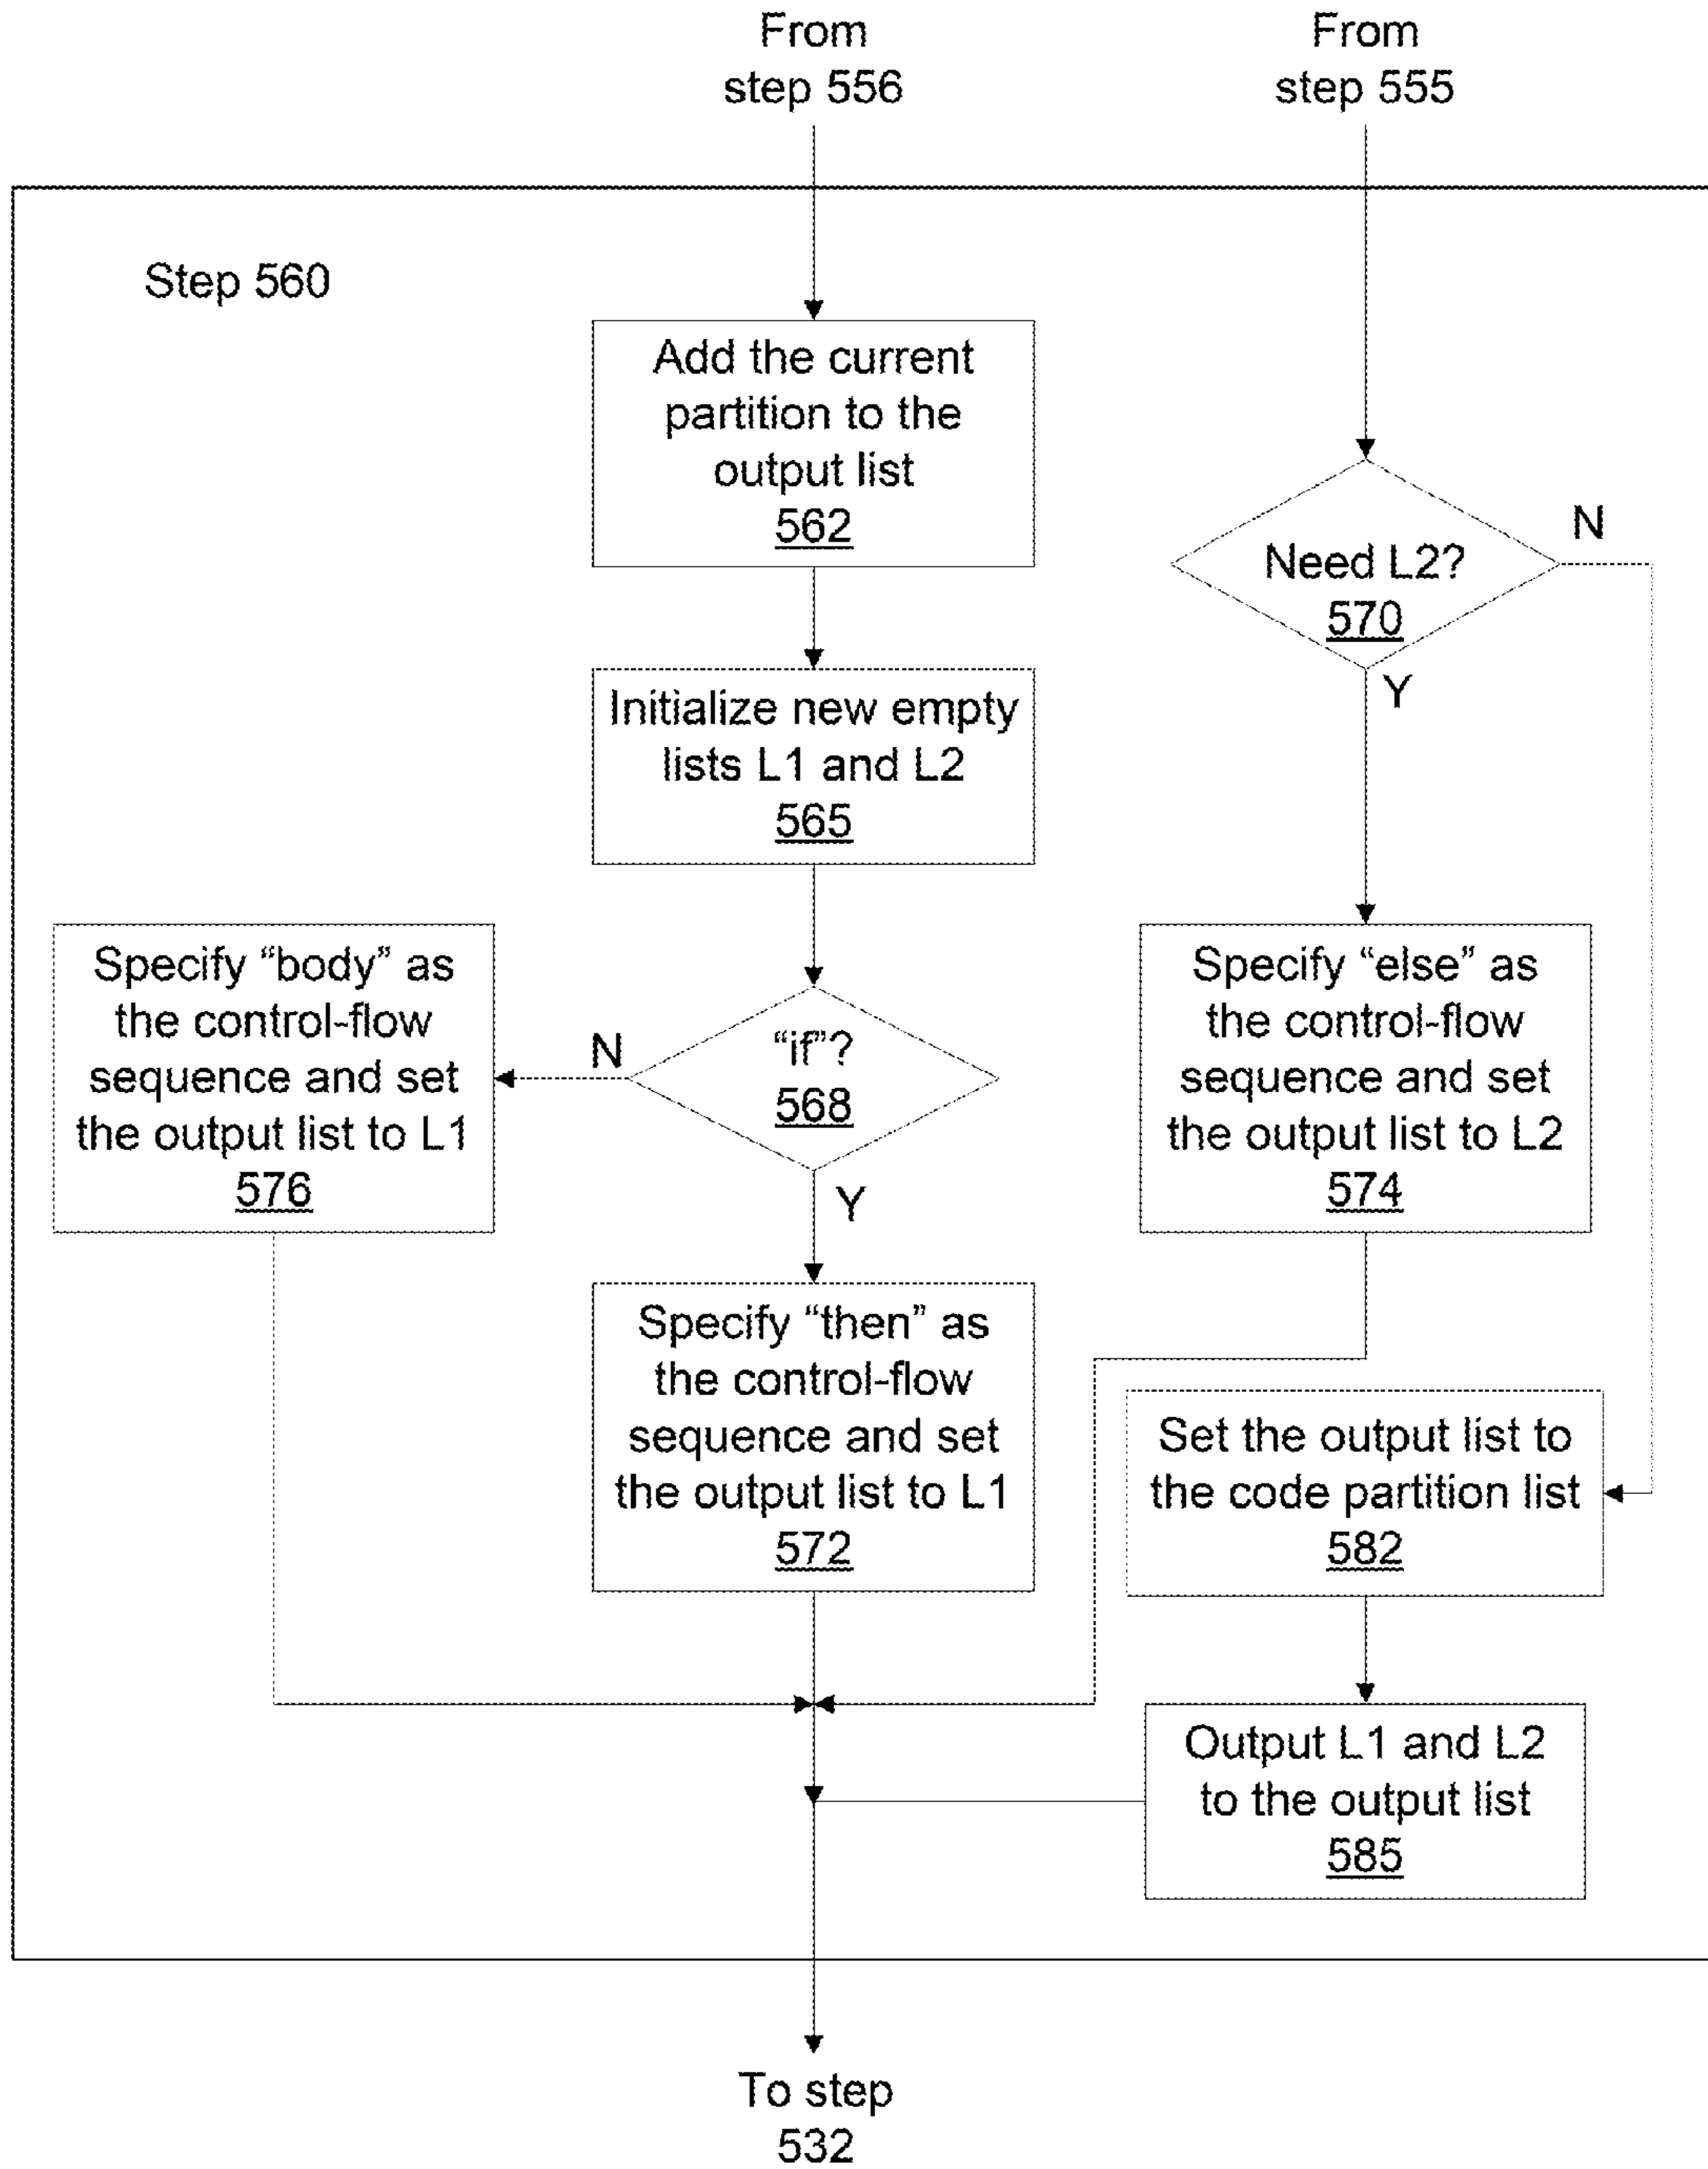 From
step 556
From
step 555
Step 560
Add the current
partition to the
output list
562
Need L2?
570
N
Y
Initialize new empty
lists L1 and L2
565
"if"?
568
N
Y
Specify “body” as
the control-flow
sequence and set
the output list to L1
576
Specify “else” as
the control-flow
sequence and set
the output list to L2
574
Specify “then” as
the control-flow
sequence and set
the output list to L1
572
Set the output list to
the code partition list
582
Output L1 and L2
to the output list
585
To step
532